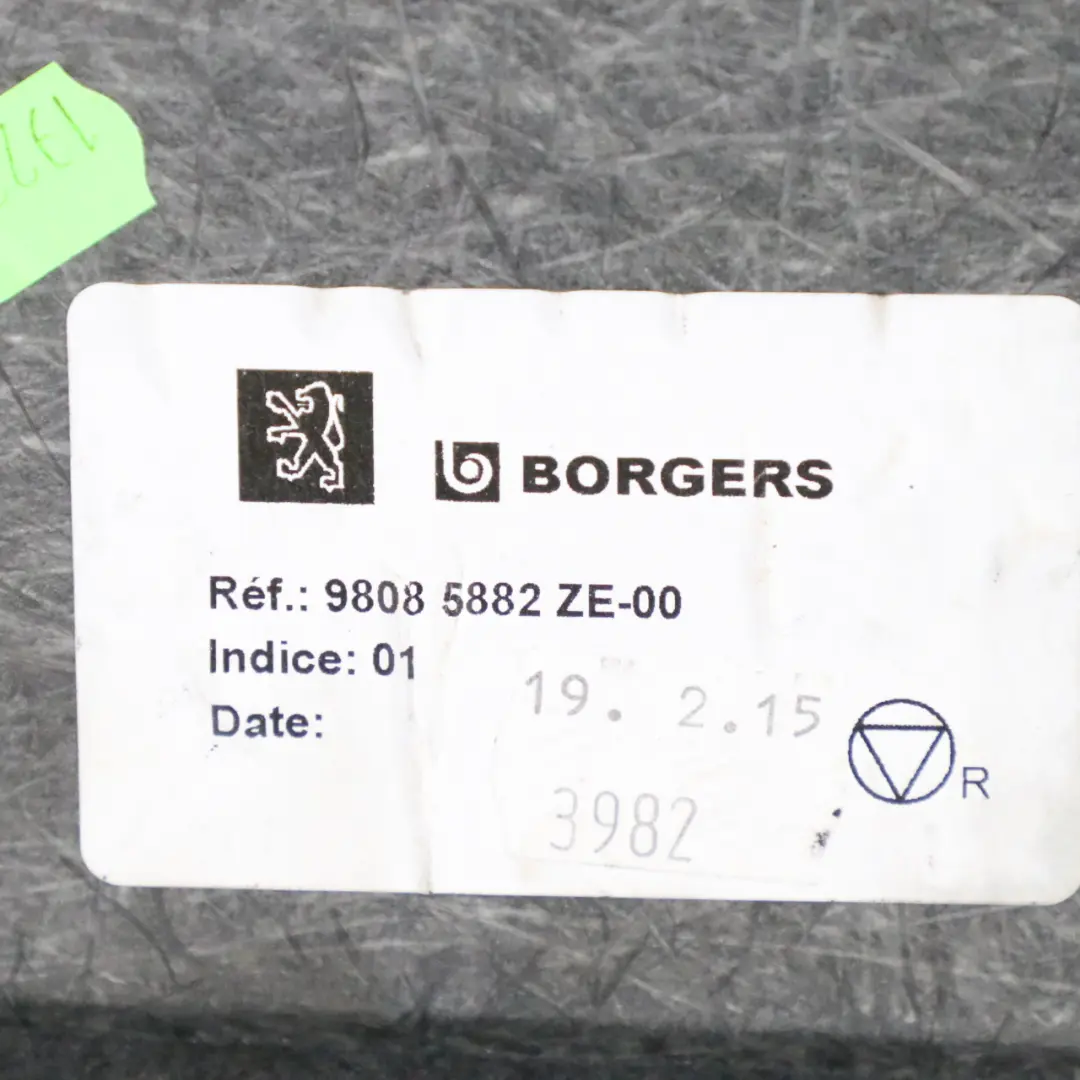 BORGERS
Réf.: 9808 5882 ZE-00
Indice: 01
Date: 19. 2.15
R
3982